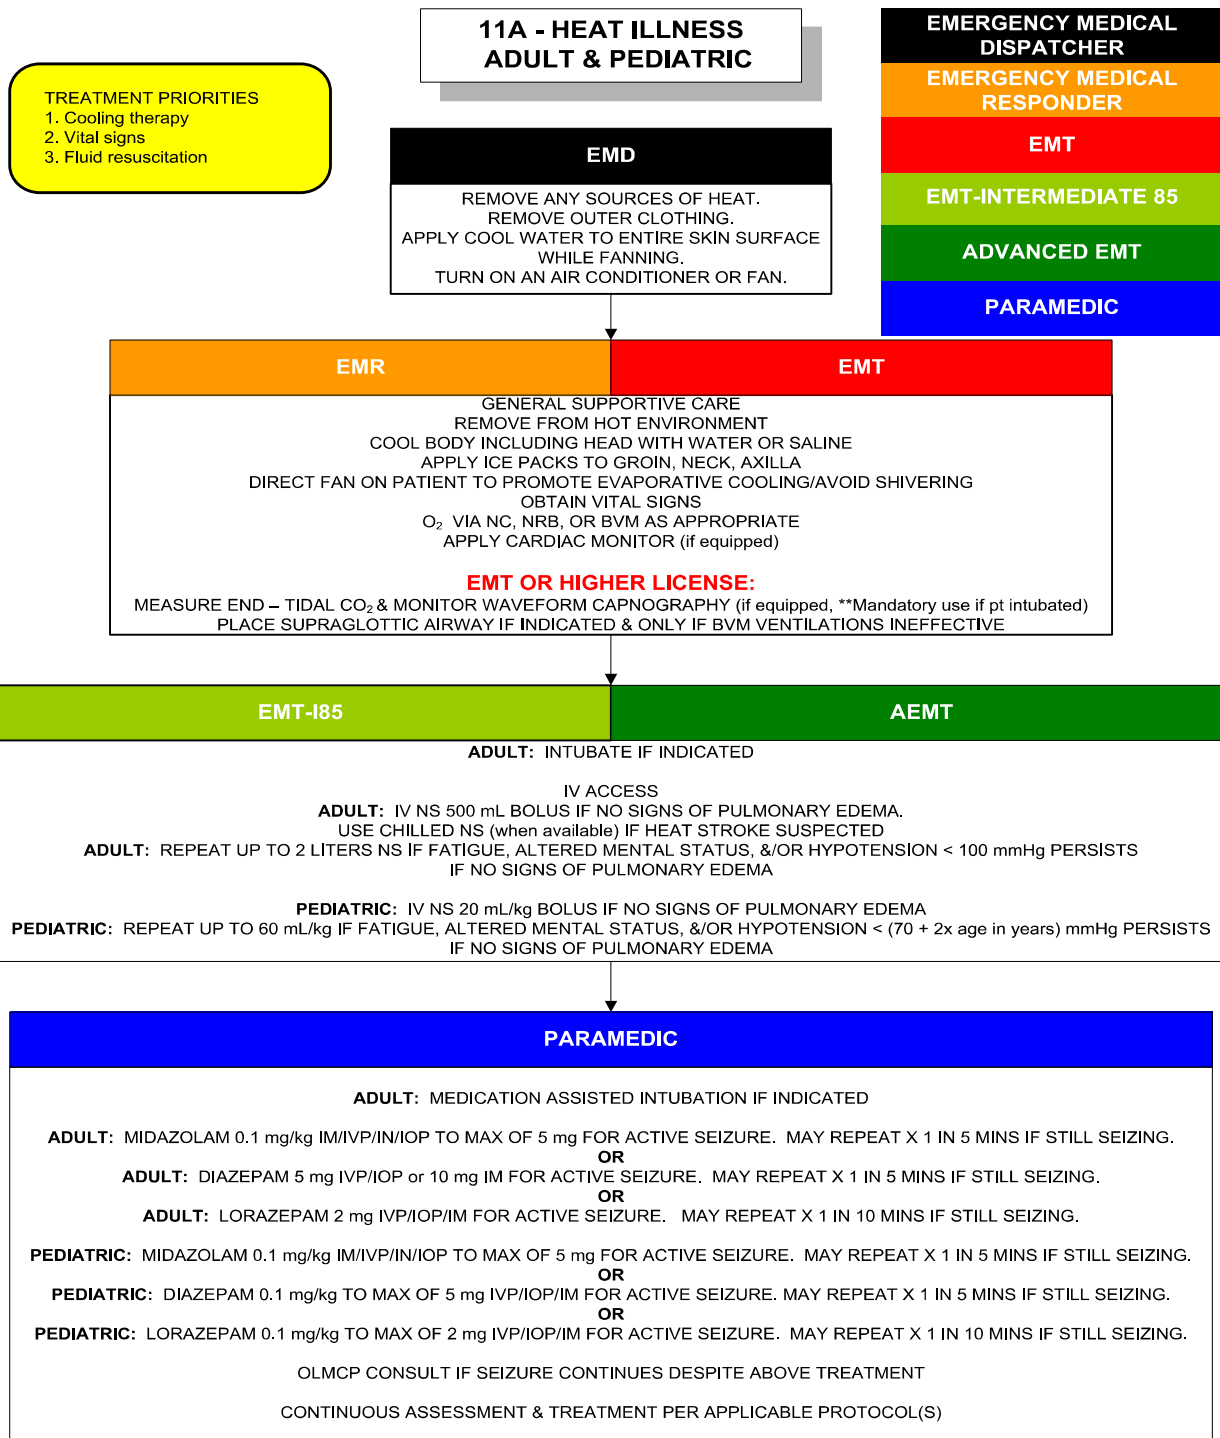 11A - HEAT ILLNESS
ADULT & PEDIATRIC
EMERGENCY MEDICAL
DISPATCHER
EMERGENCY MEDICAL
RESPONDER
EMT
EMT-INTERMEDIATE 85
ADVANCED EMT
PARAMEDIC
TREATMENT PRIORITIES
1. Cooling therapy
2. Vital signs
3. Fluid resuscitation
EMD
REMOVE ANY SOURCES OF HEAT.
REMOVE OUTER CLOTHING.
APPLY COOL WATER TO ENTIRE SKIN SURFACE
WHILE FANNING.
TURN ON AN AIR CONDITIONER OR FAN.
EMR
EMT
GENERAL SUPPORTIVE CARE
REMOVE FROM HOT ENVIRONMENT
COOL BODY INCLUDING HEAD WITH WATER OR SALINE
APPLY ICE PACKS TO GROIN, NECK, AXILLA
DIRECT FAN ON PATIENT TO PROMOTE EVAPORATIVE COOLING/AVOID SHIVERING
OBTAIN VITAL SIGNS
O₂ VIA NC, NRB, OR BVM AS APPROPRIATE
APPLY CARDIAC MONITOR (if equipped)
EMT OR HIGHER LICENSE:
MEASURE END – TIDAL CO₂ & MONITOR WAVEFORM CAPNOGRAPHY (if equipped, **Mandatory use if pt intubated)
PLACE SUPRAGLOTTIC AIRWAY IF INDICATED & ONLY IF BVM VENTILATIONS INEFFECTIVE
EMT-I85
AEMT
ADULT: INTUBATE IF INDICATED
IV ACCESS
ADULT: IV NS 500 mL BOLUS IF NO SIGNS OF PULMONARY EDEMA.
USE CHILLED NS (when available) IF HEAT STROKE SUSPECTED
ADULT: REPEAT UP TO 2 LITERS NS IF FATIGUE, ALTERED MENTAL STATUS, &/OR HYPOTENSION < 100 mmHg PERSISTS
IF NO SIGNS OF PULMONARY EDEMA
PEDIATRIC: IV NS 20 mL/kg BOLUS IF NO SIGNS OF PULMONARY EDEMA
PEDIATRIC: REPEAT UP TO 60 mL/kg IF FATIGUE, ALTERED MENTAL STATUS, &/OR HYPOTENSION < (70 + 2x age in years) mmHg PERSISTS
IF NO SIGNS OF PULMONARY EDEMA
PARAMEDIC
ADULT: MEDICATION ASSISTED INTUBATION IF INDICATED
ADULT: MIDAZOLAM 0.1 mg/kg IM/IVP/IN/IOP TO MAX OF 5 mg FOR ACTIVE SEIZURE. MAY REPEAT X 1 IN 5 MINS IF STILL SEIZING.
OR
ADULT: DIAZEPAM 5 mg IVP/IOP or 10 mg IM FOR ACTIVE SEIZURE. MAY REPEAT X 1 IN 5 MINS IF STILL SEIZING.
OR
ADULT: LORAZEPAM 2 mg IVP/IOP/IM FOR ACTIVE SEIZURE. MAY REPEAT X 1 IN 10 MINS IF STILL SEIZING.
PEDIATRIC: MIDAZOLAM 0.1 mg/kg IM/IVP/IN/IOP TO MAX OF 5 mg FOR ACTIVE SEIZURE. MAY REPEAT X 1 IN 5 MINS IF STILL SEIZING.
OR
PEDIATRIC: DIAZEPAM 0.1 mg/kg TO MAX OF 5 mg IVP/IOP/IM FOR ACTIVE SEIZURE. MAY REPEAT X 1 IN 5 MINS IF STILL SEIZING.
OR
PEDIATRIC: LORAZEPAM 0.1 mg/kg TO MAX OF 2 mg IVP/IOP/IM FOR ACTIVE SEIZURE. MAY REPEAT X 1 IN 10 MINS IF STILL SEIZING.
OLMCP CONSULT IF SEIZURE CONTINUES DESPITE ABOVE TREATMENT
CONTINUOUS ASSESSMENT & TREATMENT PER APPLICABLE PROTOCOL(S)